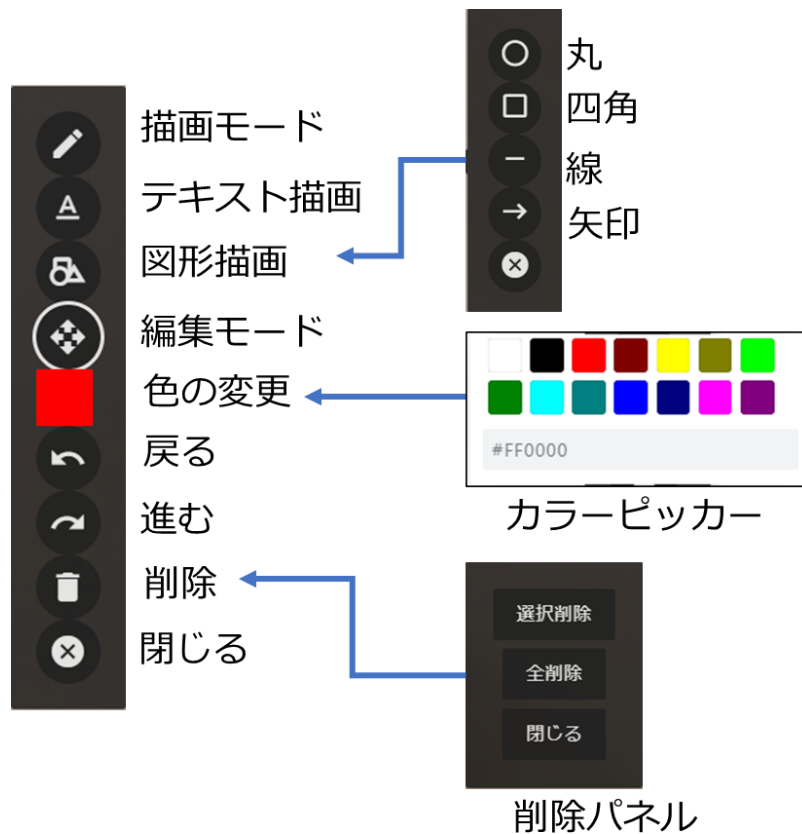 描画モード
テキスト描画
図形描画
編集モード
色の変更
戻る
進む
削除
閉じる
丸
四角
線
矢印
#FF0000
カラーピッカー
選択削除
全削除
閉じる
削除パネル